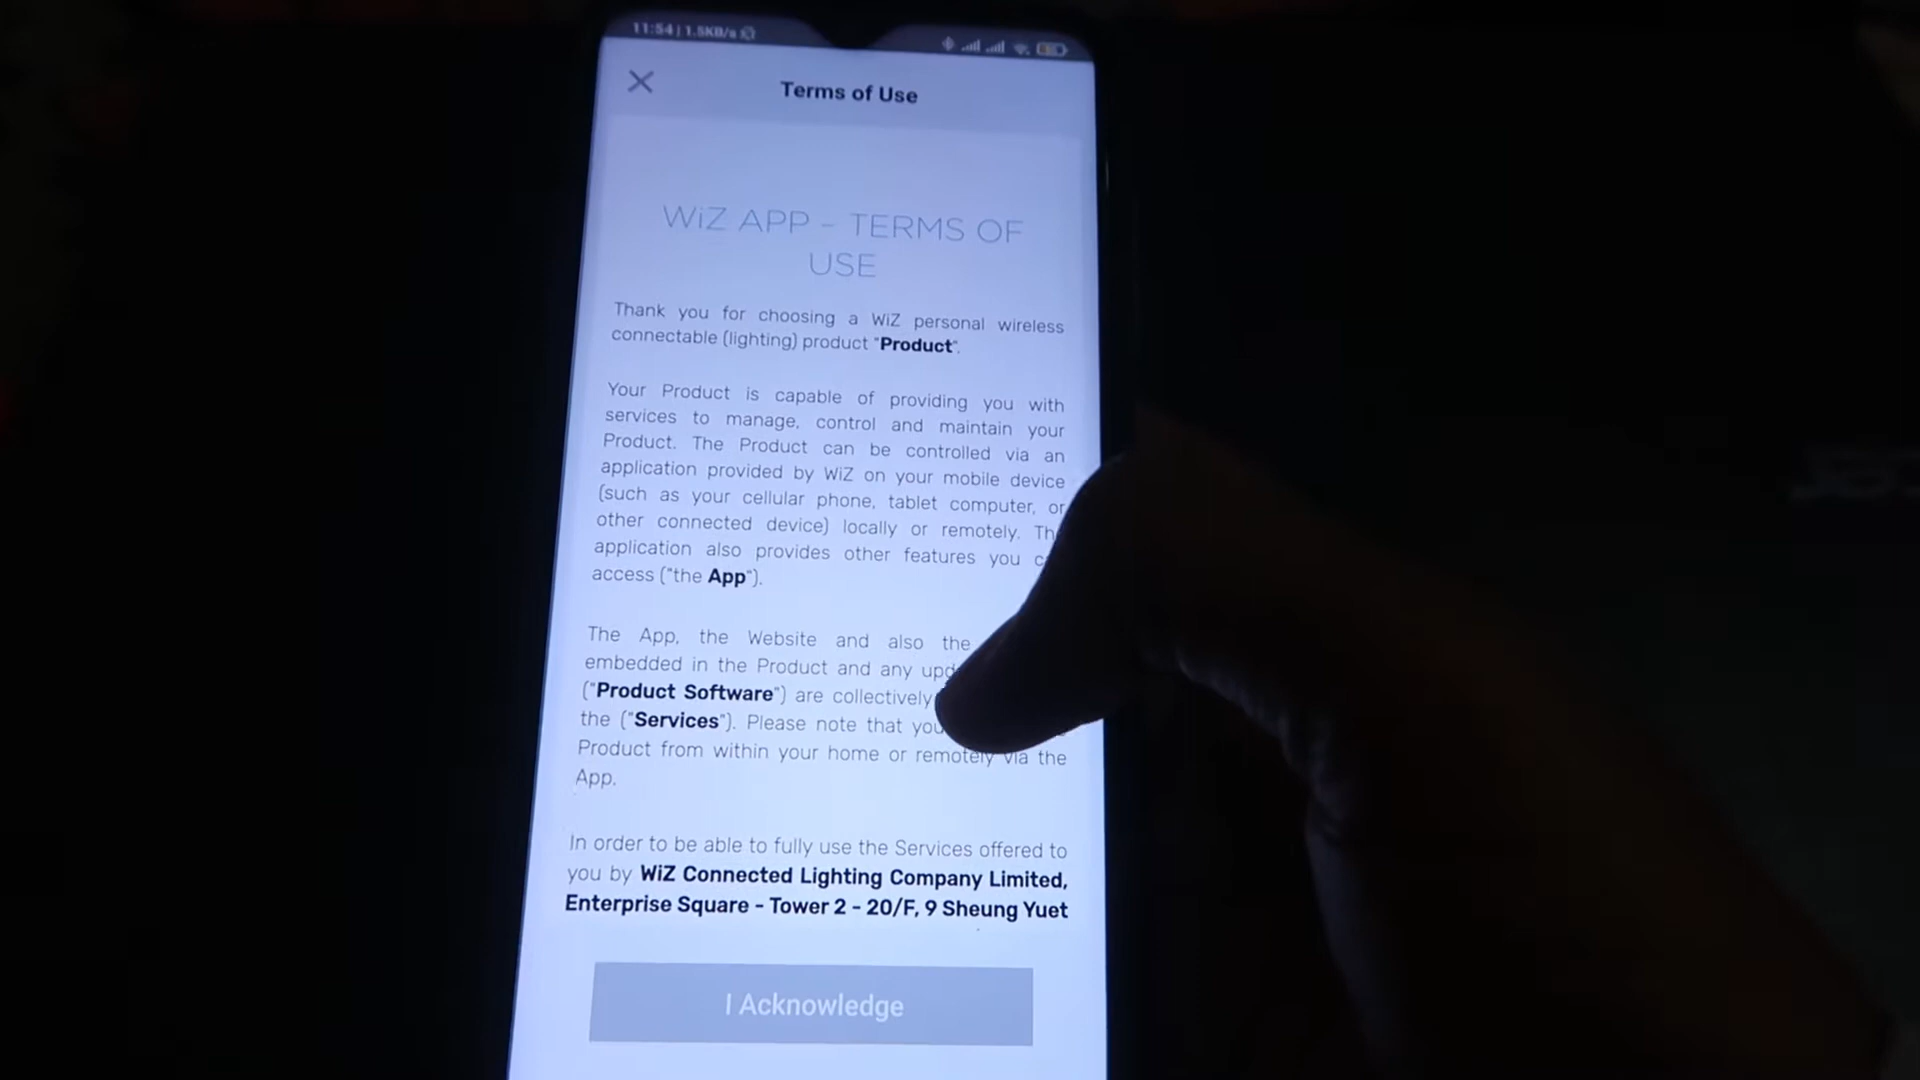 11:54 | 1.5KB/s
Terms of Use
WiZ APP - TERMS OF
USE
Thank you for choosing a WiZ personal wireless
connectable (lighting) product "Product".
Your Product is capable of providing you with
services to manage, control and maintain your
Product. The Product can be controlled via an
application provided by WiZ on your mobile device
(such as your cellular phone, tablet computer, or
other connected device) locally or remotely.
application also provides other features you
access ("the App").
The App, the Website and also the
embedded in the Product and any
("Product Software") are collectively
the ("Services"). Please note that
Product from within your home or remotely via the
App.
In order to be able to fully use the Services offered to
you by WiZ Connected Lighting Company Limited,
Enterprise Square - Tower 2 - 20/F, 9 Sheung Yuet
I Acknowledge